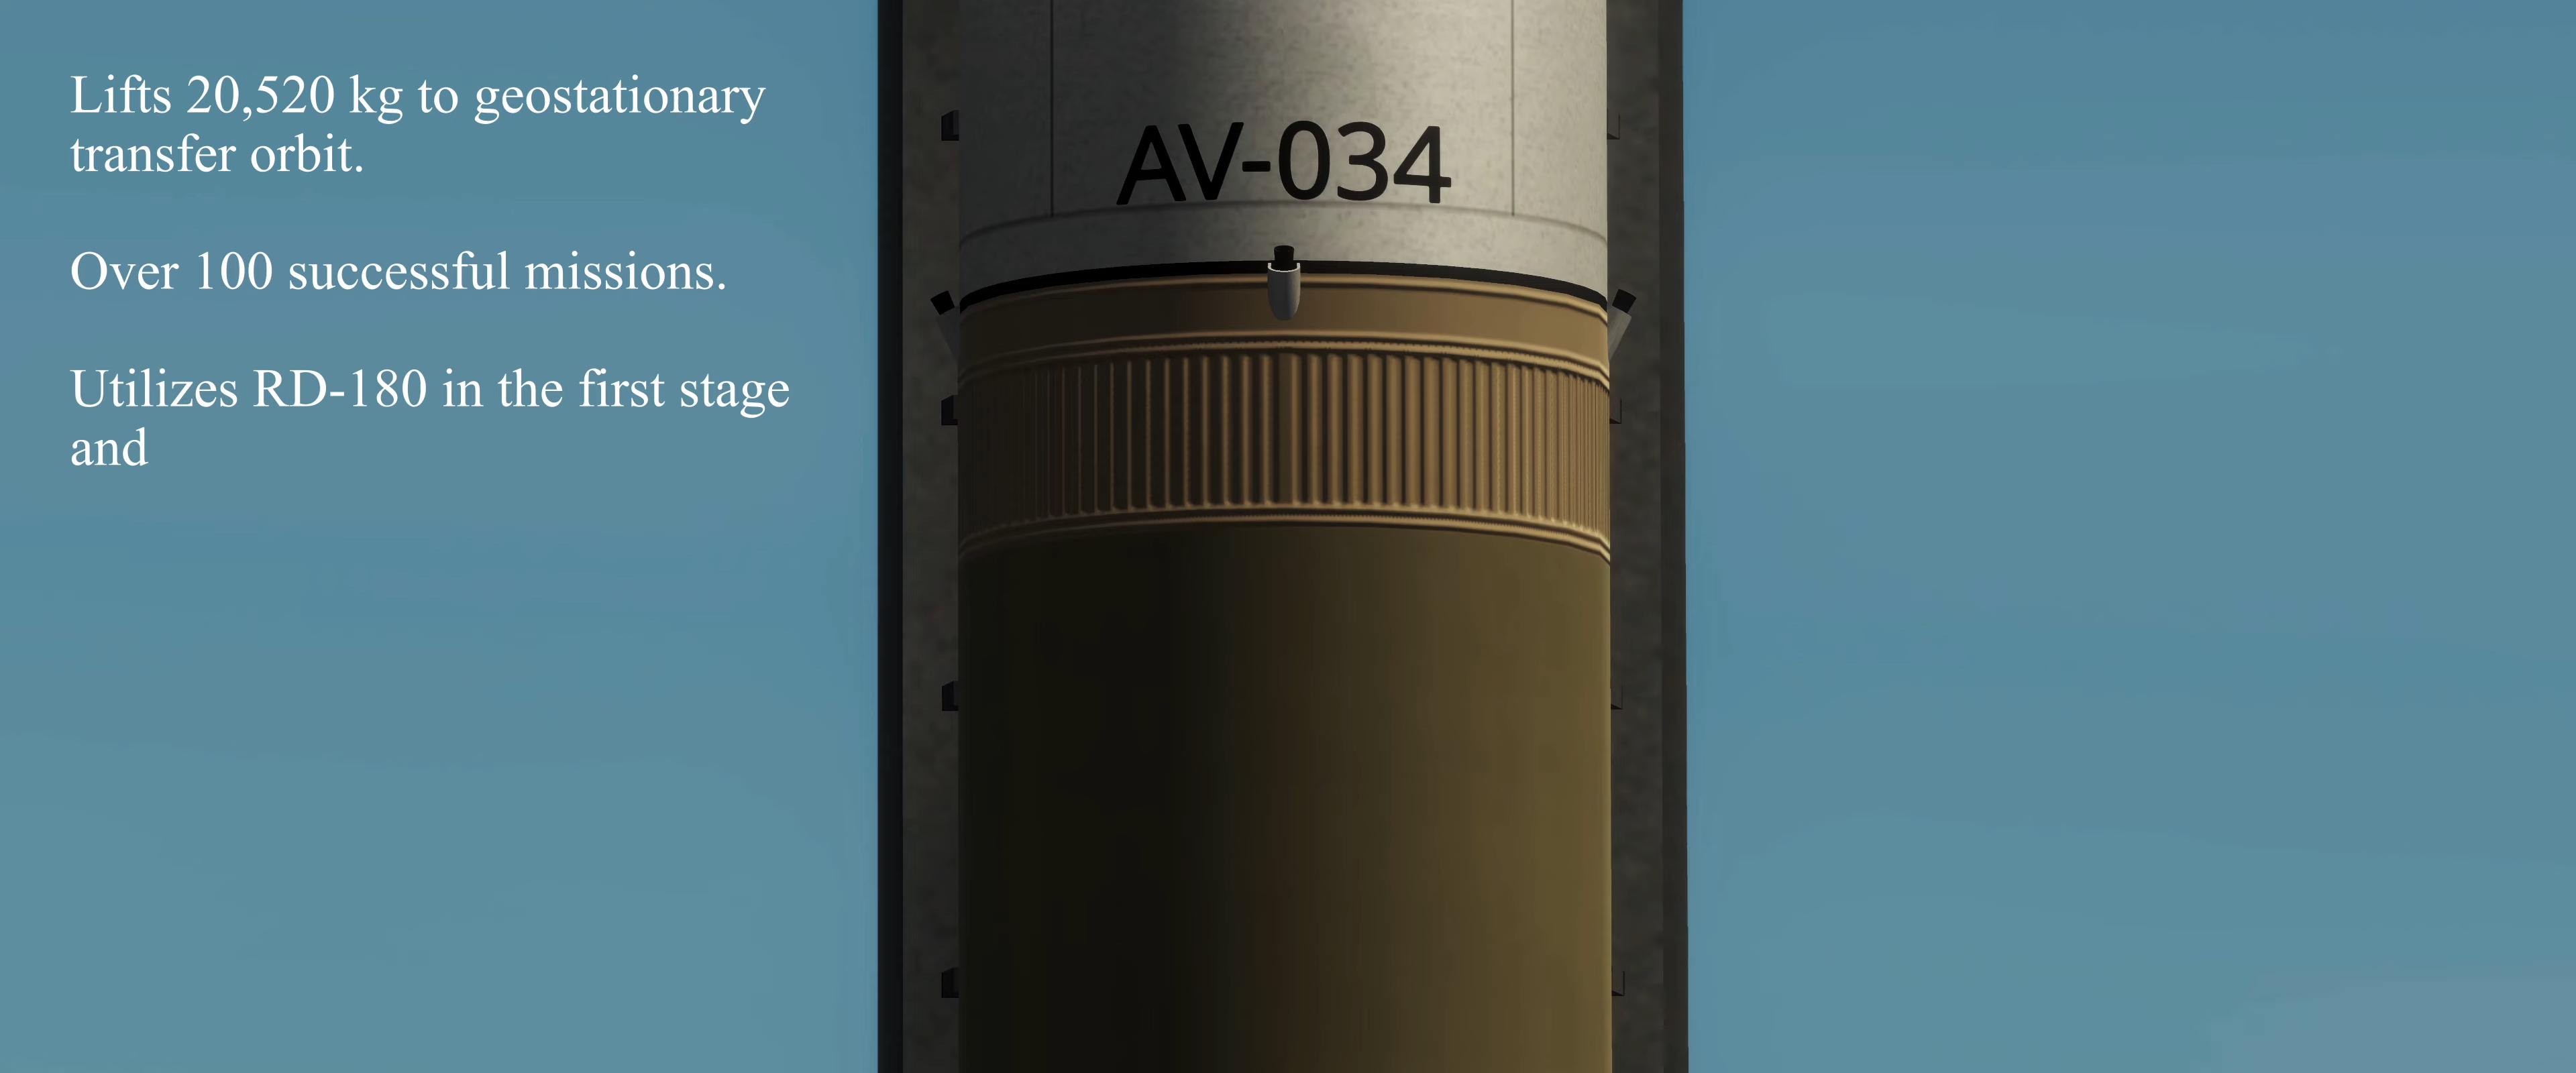 Lifts 20,520 kg to geostationary
transfer orbit.
Over 100 successful missions.
Utilizes RD-180 in the first stage
and
AV-034